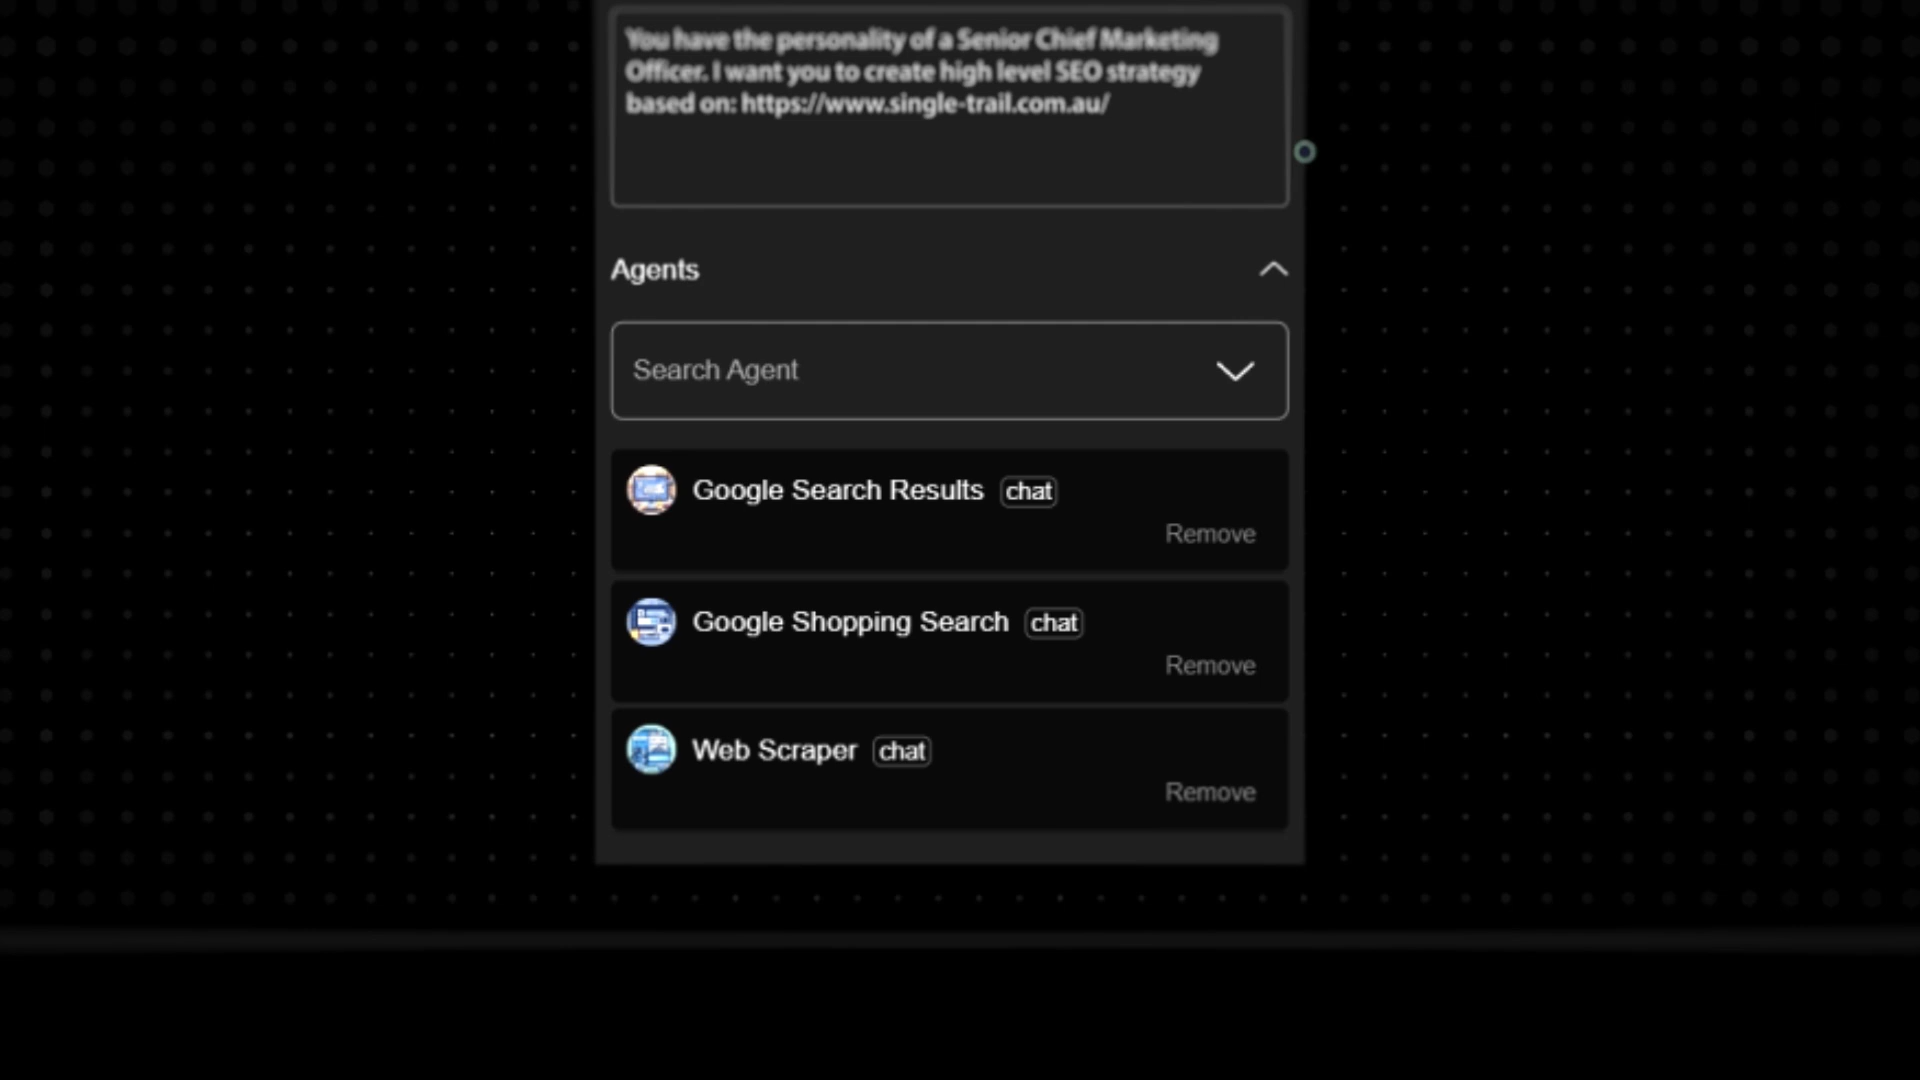 You have the personality of a Senior Chief Marketing
Officer. I want you to create high level SEO strategy
based on: https://www.single-trail.com.au/
Agents
Search Agent
Google Search Results chat
Remove
Google Shopping Search chat
Remove
Web Scraper chat
Remove